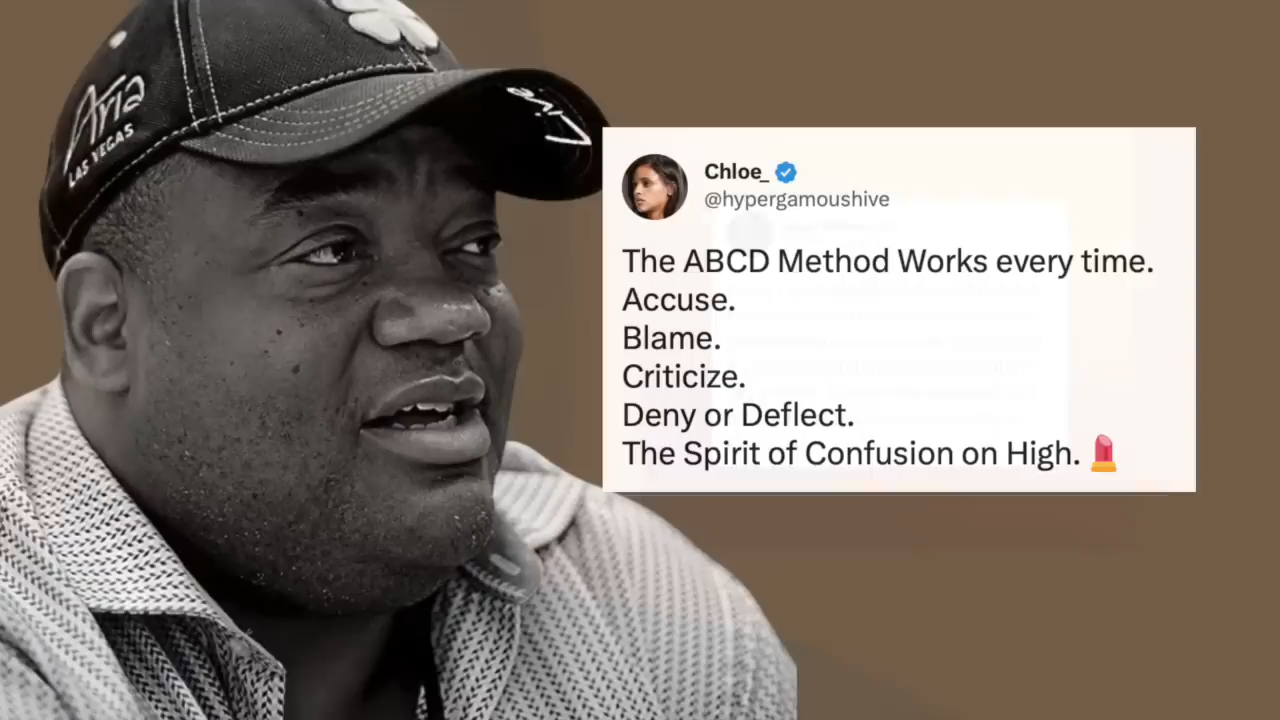 Aria
LAS VEGAS
Live
Chloe_
@hypergamoushive
The ABCD Method Works every time.
Accuse.
Blame.
Criticize.
Deny or Deflect.
The Spirit of Confusion on High. 💄